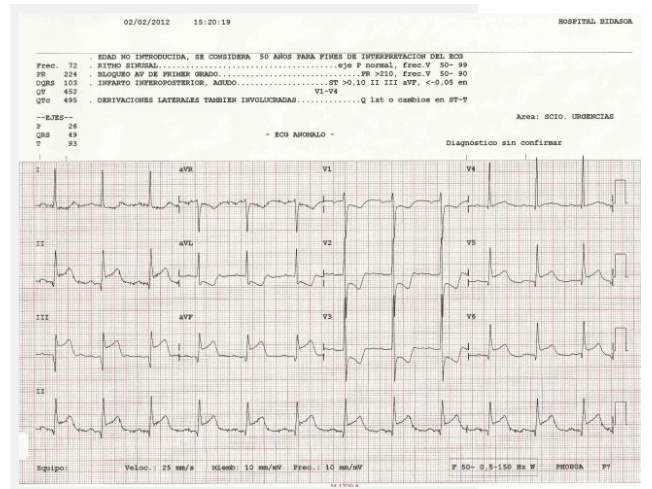 02/02/2012 15:20:19 HOSPITAL BIDASOA
. EDAD NO INTRODUCIDA, SE CONSIDERA 50 AÑOS PARA FINES DE INTERPRETACION DEL ECG
Frec. 72 . RITMO SINUSAL.....................................eje P normal, frec.V 50- 99
PR 224 . BLOQUEO AV DE PRIMER GRADO.............................PR >210, frec.V 50- 90
DQRS 103 . INFARTO INFEROPOSTERIOR, AGUDO.................ST >0,10 II III aVF, <-0,05 en
QT 452 V1-V4
QTc 495 . DERIVACIONES LATERALES TAMBIEN INVOLUCRADAS...........Q 1st o cambios en ST-T
--EJES-- Area: SCIO. URGENCIAS
P 26
QRS 49 - ECG ANOMALO -
T 93 Diagnóstico sin confirmar
I aVR V1 V4
II aVL V2 V5
III aVF V3 V6
II
Equipo: Veloc.: 25 mm/s Miemb: 10 mm/mV Prec.: 10 mm/mV F 50- 0,5-150 Hz W PH080A P?